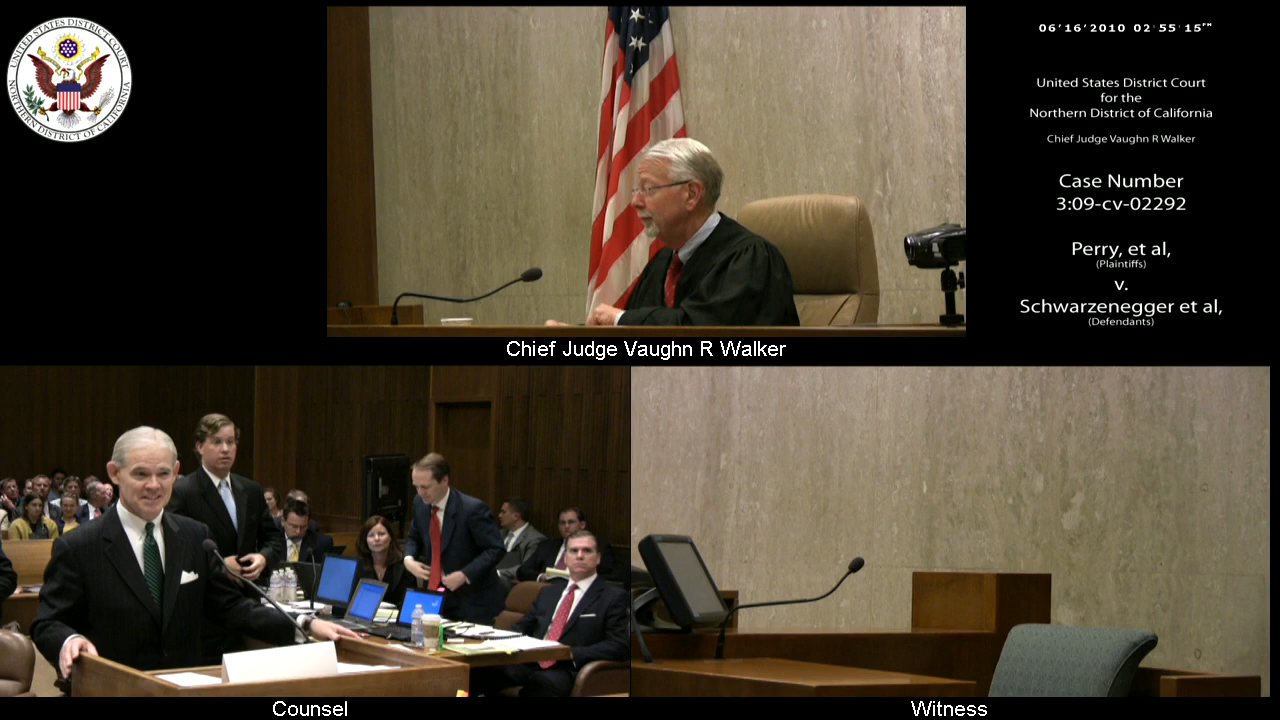 UNITED STATES DISTRICT COURT
NORTHERN DISTRICT OF CALIFORNIA
06'16'2010 02:55:15PM
United States District Court
for the
Northern District of California
Chief Judge Vaughn R Walker
Case Number
3:09-cv-02292
Perry, et al,
(Plaintiffs)
v.
Schwarzenegger et al,
(Defendants)
Chief Judge Vaughn R Walker
Counsel
Witness